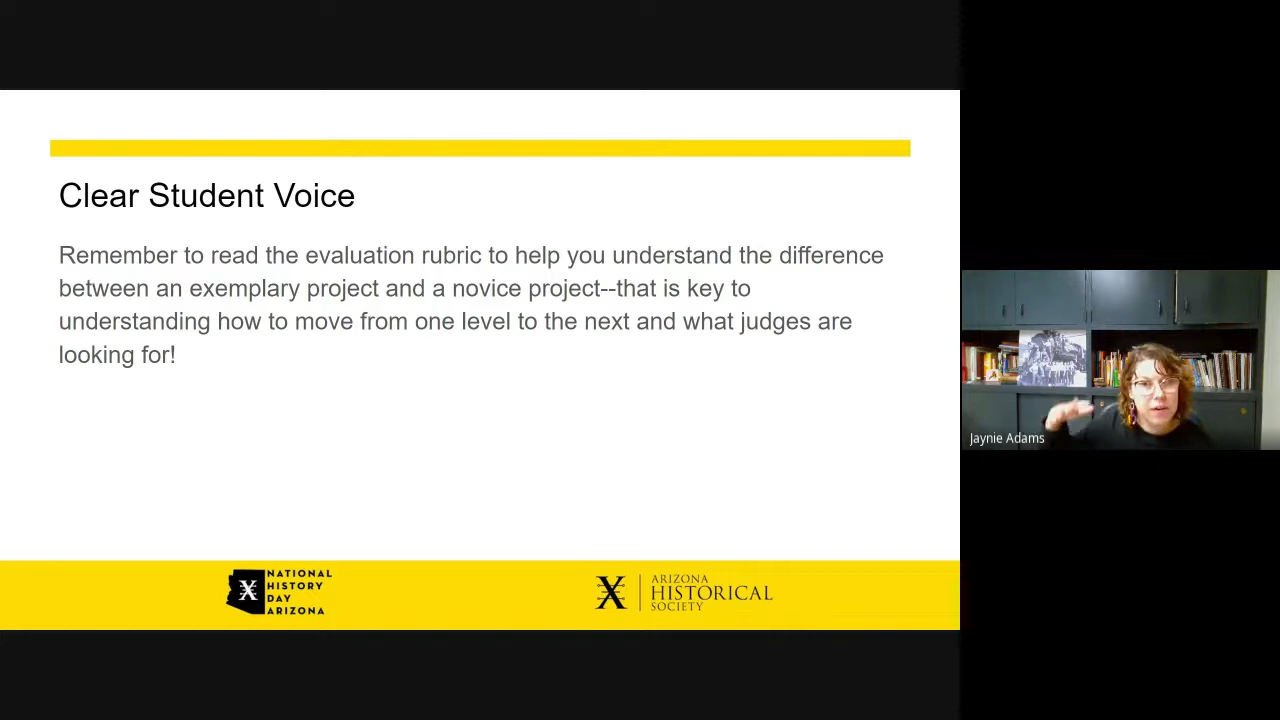 Clear Student Voice
Remember to read the evaluation rubric to help you understand the difference
between an exemplary project and a novice project--that is key to
understanding how to move from one level to the next and what judges are
looking for!
Jaynie Adams
NATIONAL
HISTORY
DAY
ARIZONA
ARIZONA
HISTORICAL
SOCIETY